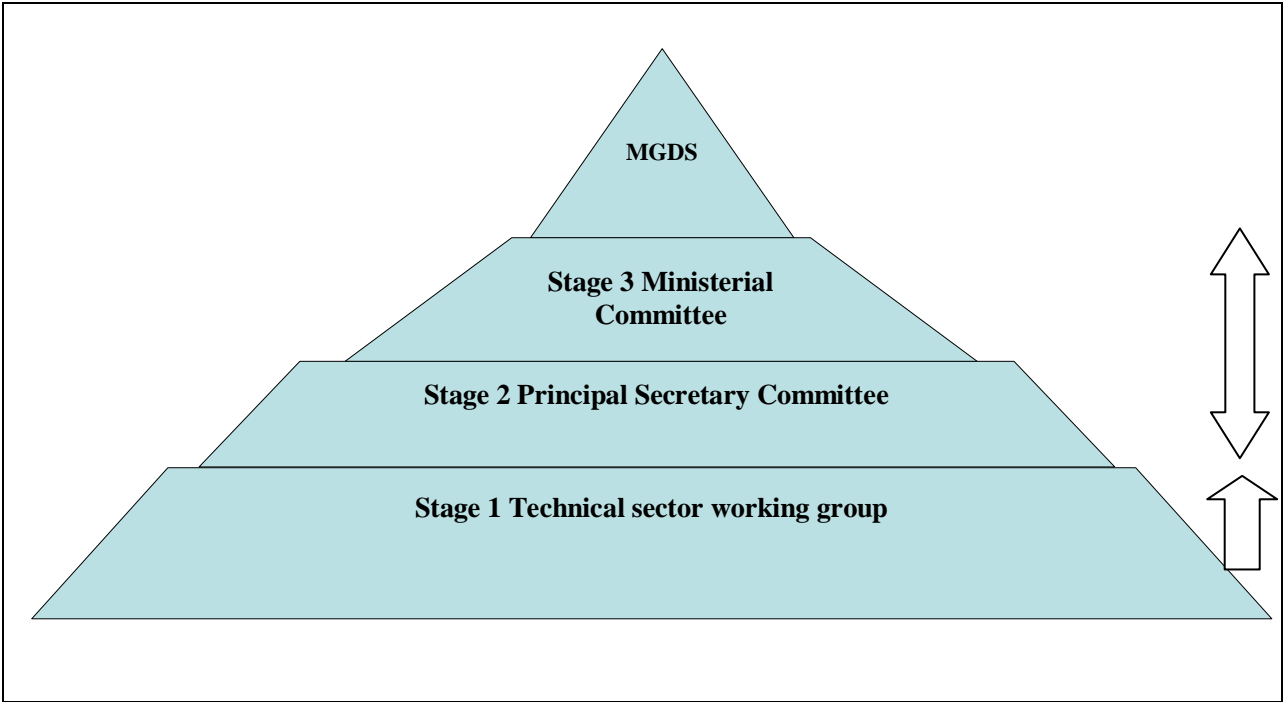 MGDS
Stage 3 Ministerial
Committee
Stage 2 Principal Secretary Committee
Stage 1 Technical sector working group